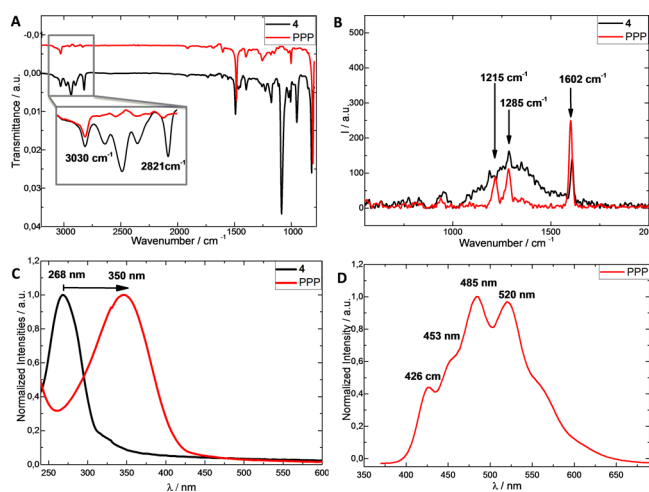 A
4
PPP
-0,01
0,00
0,01
0,02
0,03
0,04
Transmittance / a.u.
3030 cm-1
2821cm-1
3000 2500 2000 1500 1000
Wavenumber / cm -1
B
4
PPP
500
400
300
200
100
0
I / a.u.
1215 cm-1
1285 cm-1
1602 cm-1
1000 1500 200
Wavenumber / cm -1
C
268 nm
350 nm
4
PPP
1,0
0,8
0,6
0,4
0,2
0,0
Normalized Intensities / a.u.
250 300 350 400 450 500 550 600
λ / nm
D
PPP
1,0
0,8
0,6
0,4
0,2
0,0
Normalized Intensity / a.u.
426 cm
453 nm
485 nm
520 nm
350 400 450 500 550 600 650
λ / nm